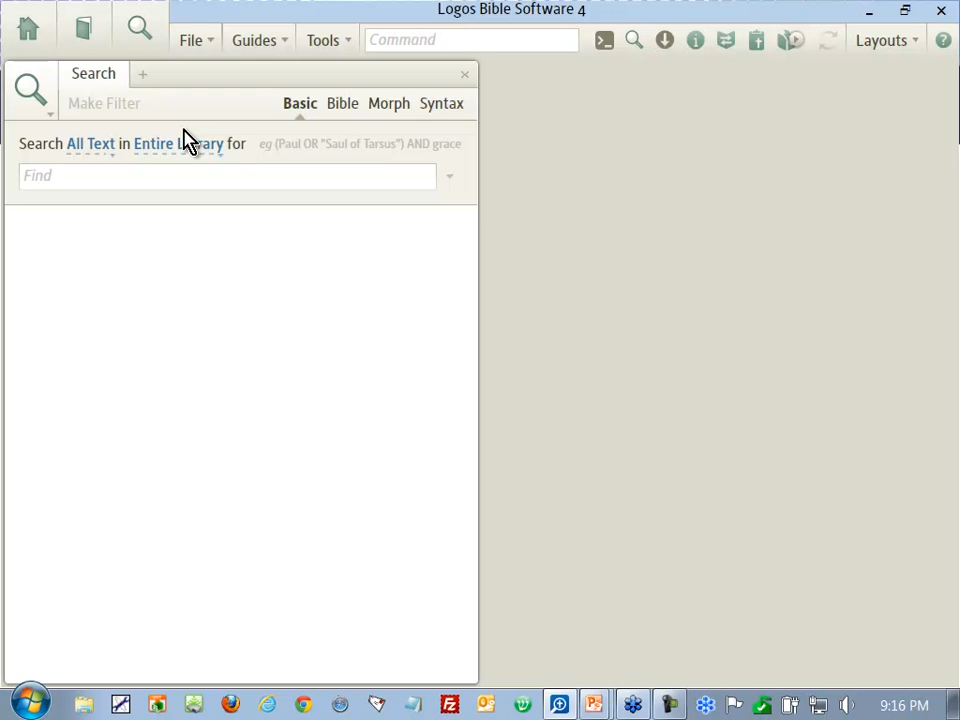 Logos Bible Software 4
File Guides Tools Command Layouts
Search
Make Filter Basic Bible Morph Syntax
Search All Text in Entire Library for eg (Paul OR "Saul of Tarsus") AND grace
Find
9:16 PM